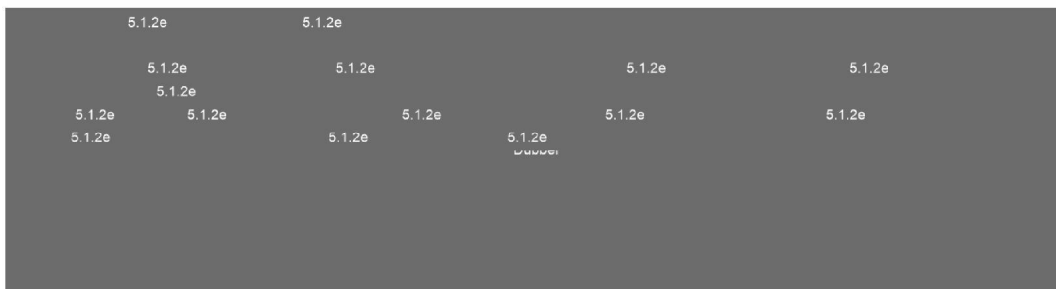 5.1.2e 5.1.2e
5.1.2e 5.1.2e 5.1.2e 5.1.2e
5.1.2e
5.1.2e 5.1.2e 5.1.2e 5.1.2e 5.1.2e
5.1.2e 5.1.2e 5.1.2e
Dubbel